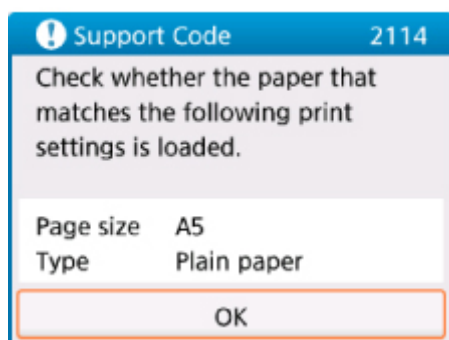 Support Code 2114
Check whether the paper that
matches the following print
settings is loaded.
Page size A5
Type Plain paper
OK